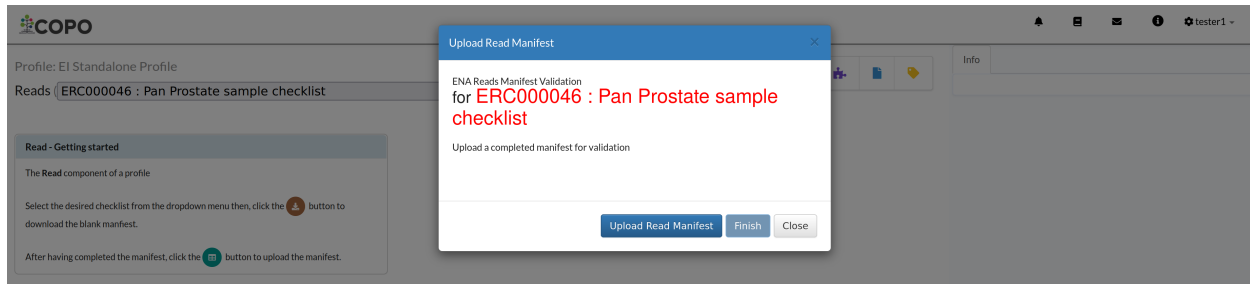 COPO
tester1
Profile: EI Standalone Profile
Reads (ERC000046 : Pan Prostate sample checklist
Info
Upload Read Manifest
×
ENA Reads Manifest Validation
for ERC000046 : Pan Prostate sample
checklist
Upload a completed manifest for validation
Upload Read Manifest
Finish
Close
Read - Getting started
The Read component of a profile
Select the desired checklist from the dropdown menu then, click the button to
download the blank manfiest.
After having completed the manifest, click the button to upload the manifest.